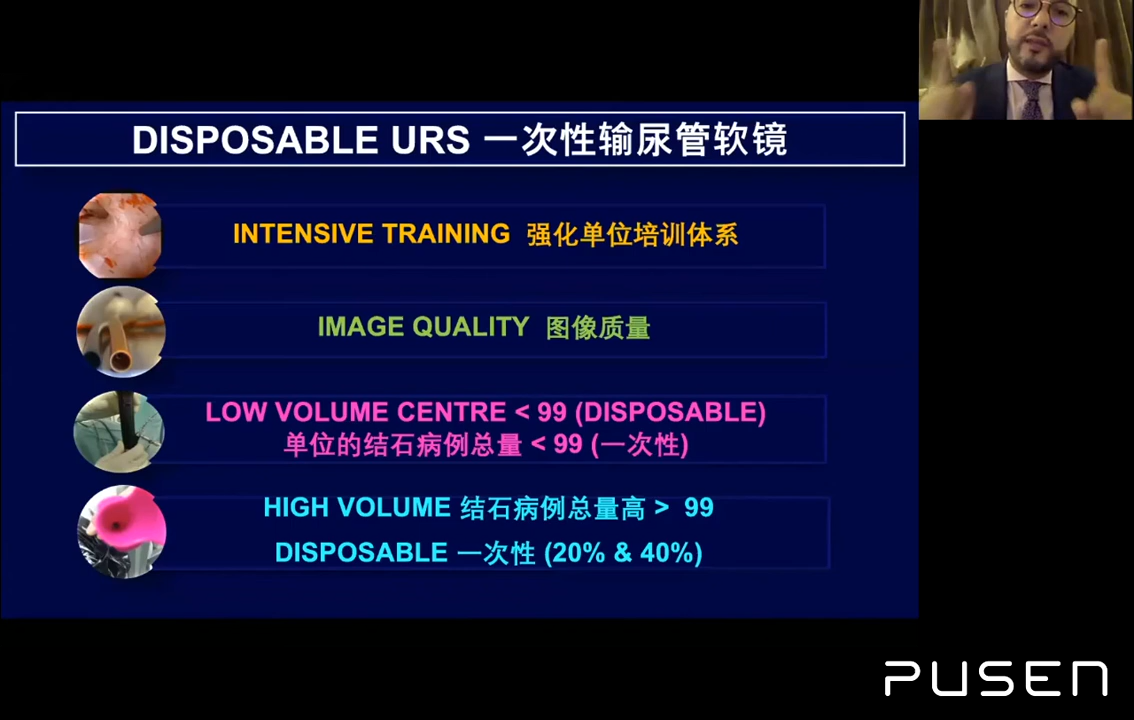 DISPOSABLE URS 一次性输尿管软镜
INTENSIVE TRAINING 强化单位培训体系
IMAGE QUALITY 图像质量
LOW VOLUME CENTRE < 99 (DISPOSABLE)
单位的结石病例总量 < 99 (一次性)
HIGH VOLUME 结石病例总量高 > 99
DISPOSABLE 一次性 (20% & 40%)
PUSEN